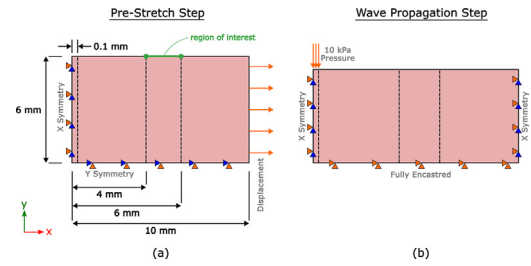 Pre-Stretch Step
Wave Propagation Step
region of interest
0.1 mm
10 kPa
Pressure
6 mm
X Symmetry
Displacement
X Symmetry
X Symmetry
Y Symmetry
Fully Encastred
4 mm
6 mm
10 mm
y
x
(a)
(b)